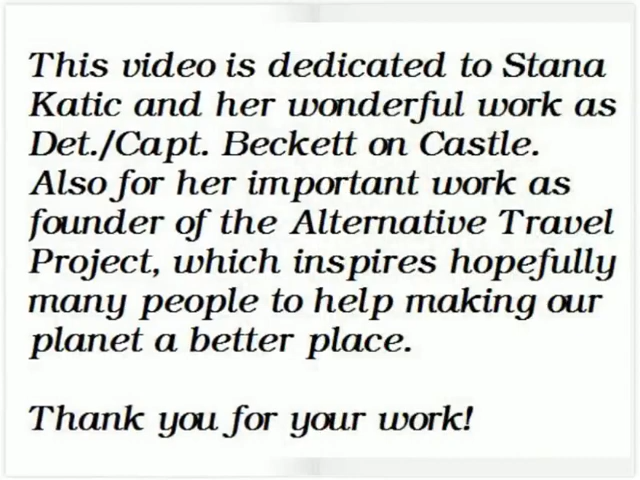 This video is dedicated to Stana
Katic and her wonderful work as
Det./Capt. Beckett on Castle.
Also for her important work as
founder of the Alternative Travel
Project, which inspires hopefully
many people to help making our
planet a better place.
Thank you for your work!